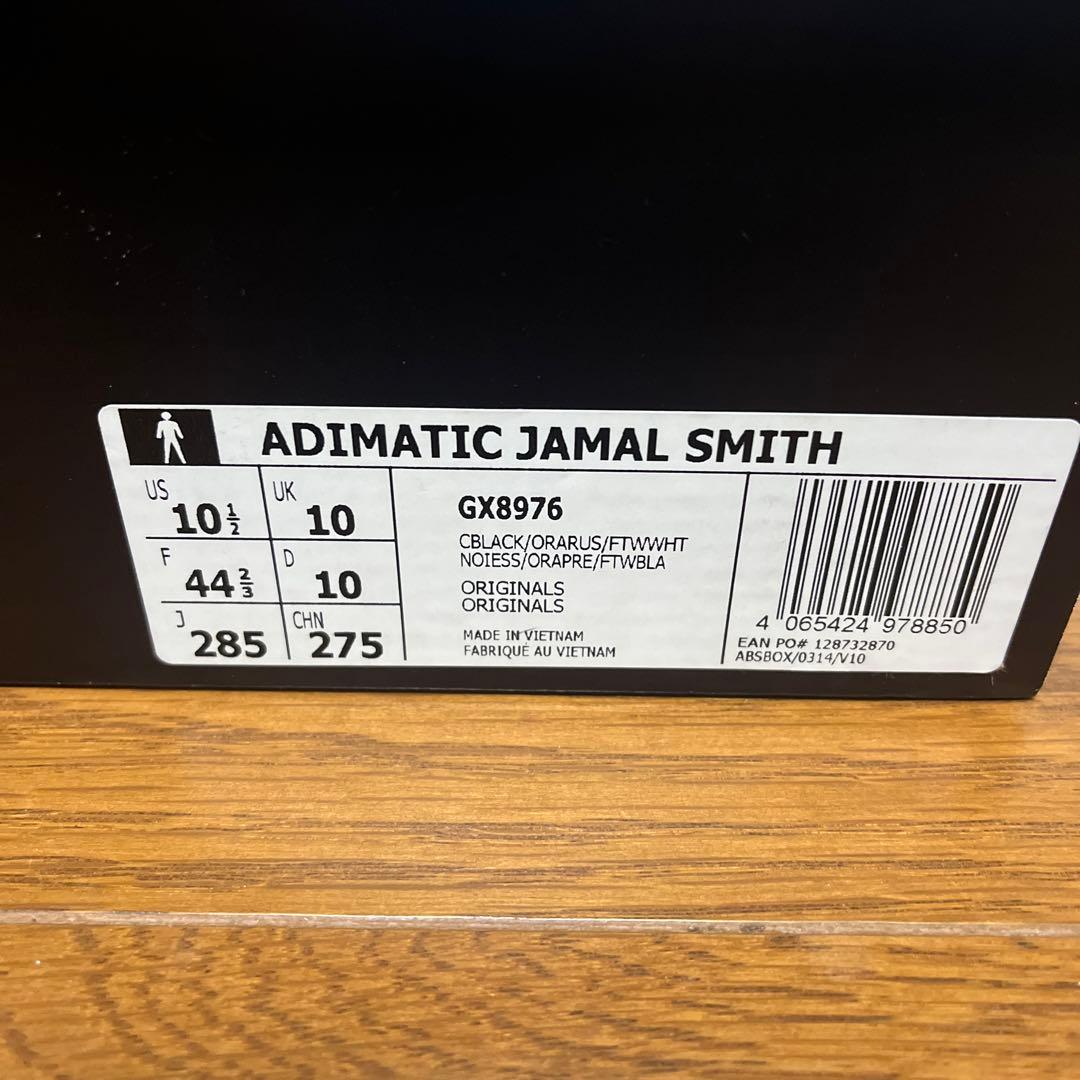 ADIMATIC JAMAL SMITH
US 10 ½
UK 10
F 44 ⅔
D 10
J 285
CHN 275
GX8976
CBLACK/ORARUS/FTWWHT
NOIESS/ORAPRE/FTWBLA
ORIGINALS
ORIGINALS
MADE IN VIETNAM
FABRIQUÉ AU VIETNAM
4 065424 978850
EAN PO# 128732870
ABSBOX/0314/V10